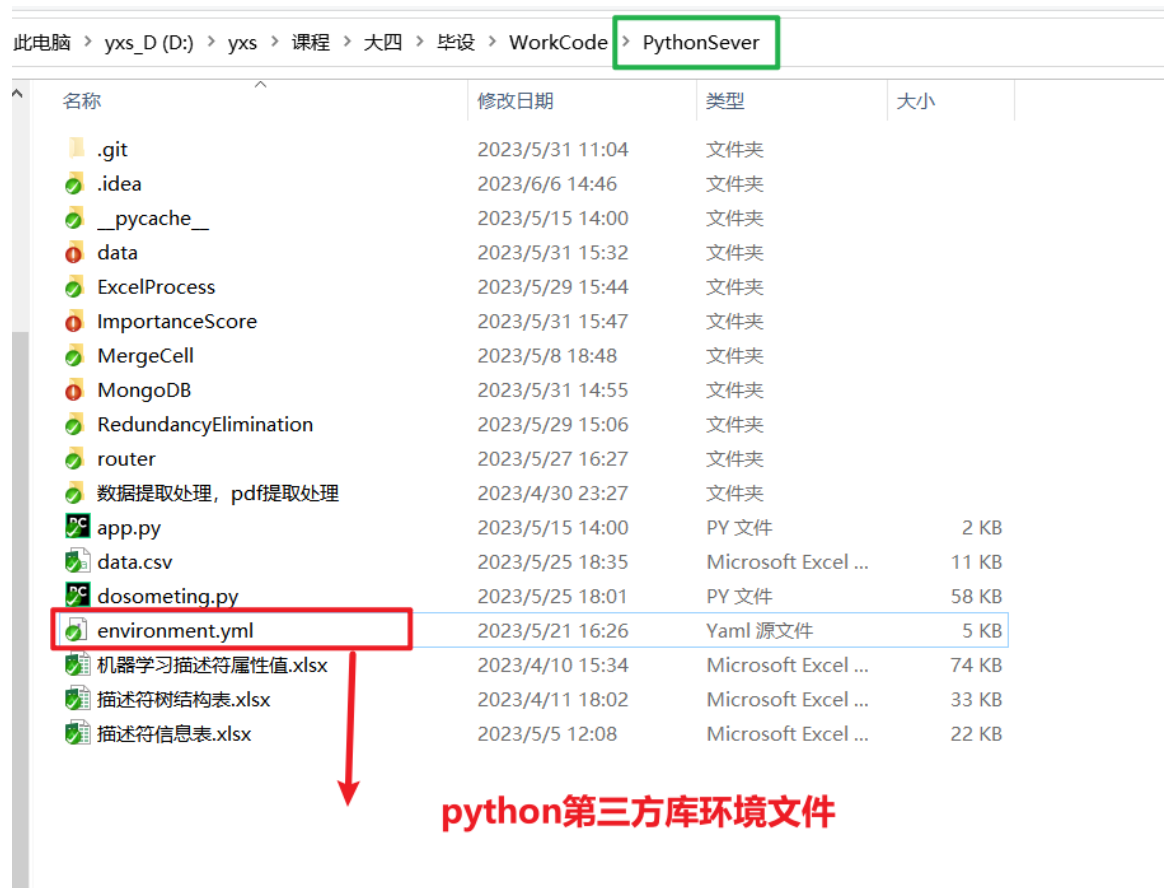 此电脑 > yxs_D (D:) > yxs > 课程 > 大四 > 毕设 > WorkCode > PythonSever
名称 修改日期 类型 大小
.git 2023/5/31 11:04 文件夹
.idea 2023/6/6 14:46 文件夹
__pycache__ 2023/5/15 14:00 文件夹
data 2023/5/31 15:32 文件夹
ExcelProcess 2023/5/29 15:44 文件夹
ImportanceScore 2023/5/31 15:47 文件夹
MergeCell 2023/5/8 18:48 文件夹
MongoDB 2023/5/31 14:55 文件夹
RedundancyElimination 2023/5/29 15:06 文件夹
router 2023/5/27 16:27 文件夹
数据提取处理，pdf提取处理 2023/4/30 23:27 文件夹
app.py 2023/5/15 14:00 PY 文件 2 KB
data.csv 2023/5/25 18:35 Microsoft Excel ... 11 KB
dosometing.py 2023/5/25 18:01 PY 文件 58 KB
environment.yml 2023/5/21 16:26 Yaml 源文件 5 KB
机器学习描述符属性值.xlsx 2023/4/10 15:34 Microsoft Excel ... 74 KB
描述符树结构表.xlsx 2023/4/11 18:02 Microsoft Excel ... 33 KB
描述符信息表.xlsx 2023/5/5 12:08 Microsoft Excel ... 22 KB
python第三方库环境文件